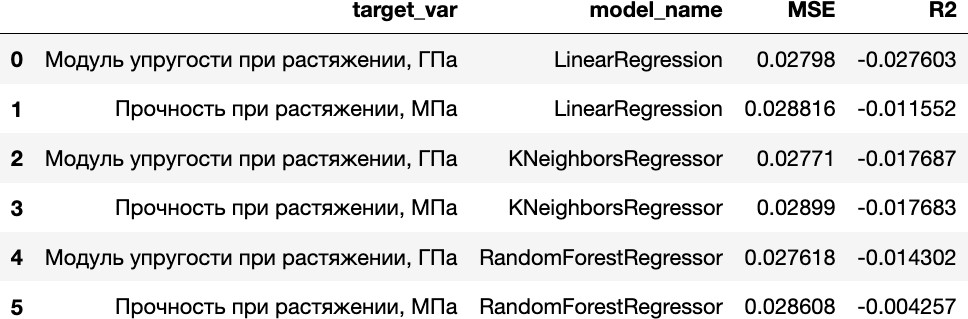 target_var model_name MSE R2
0 Модуль упругости при растяжении, ГПа LinearRegression 0.02798 -0.027603
1 Прочность при растяжении, МПа LinearRegression 0.028816 -0.011552
2 Модуль упругости при растяжении, ГПа KNeighborsRegressor 0.02771 -0.017687
3 Прочность при растяжении, МПа KNeighborsRegressor 0.02899 -0.017683
4 Модуль упругости при растяжении, ГПа RandomForestRegressor 0.027618 -0.014302
5 Прочность при растяжении, МПа RandomForestRegressor 0.028608 -0.004257